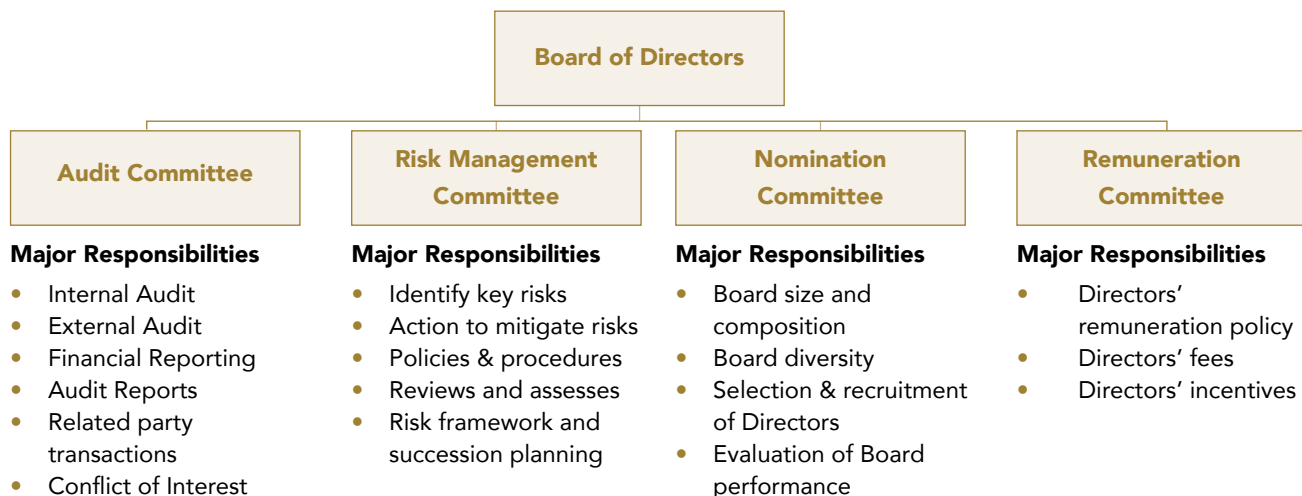 Board of Directors
Audit Committee
Risk Management
Committee
Nomination
Committee
Remuneration
Committee
Major Responsibilities
• Internal Audit
• External Audit
• Financial Reporting
• Audit Reports
• Related party
transactions
• Conflict of Interest
Major Responsibilities
• Identify key risks
• Action to mitigate risks
• Policies & procedures
• Reviews and assesses
• Risk framework and
succession planning
Major Responsibilities
• Board size and
composition
• Board diversity
• Selection & recruitment
of Directors
• Evaluation of Board
performance
Major Responsibilities
• Directors’
remuneration policy
• Directors’ fees
• Directors’ incentives